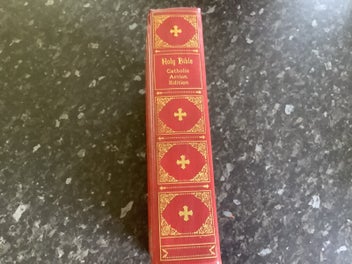 Holy Bible
Catholic
Action
Edition